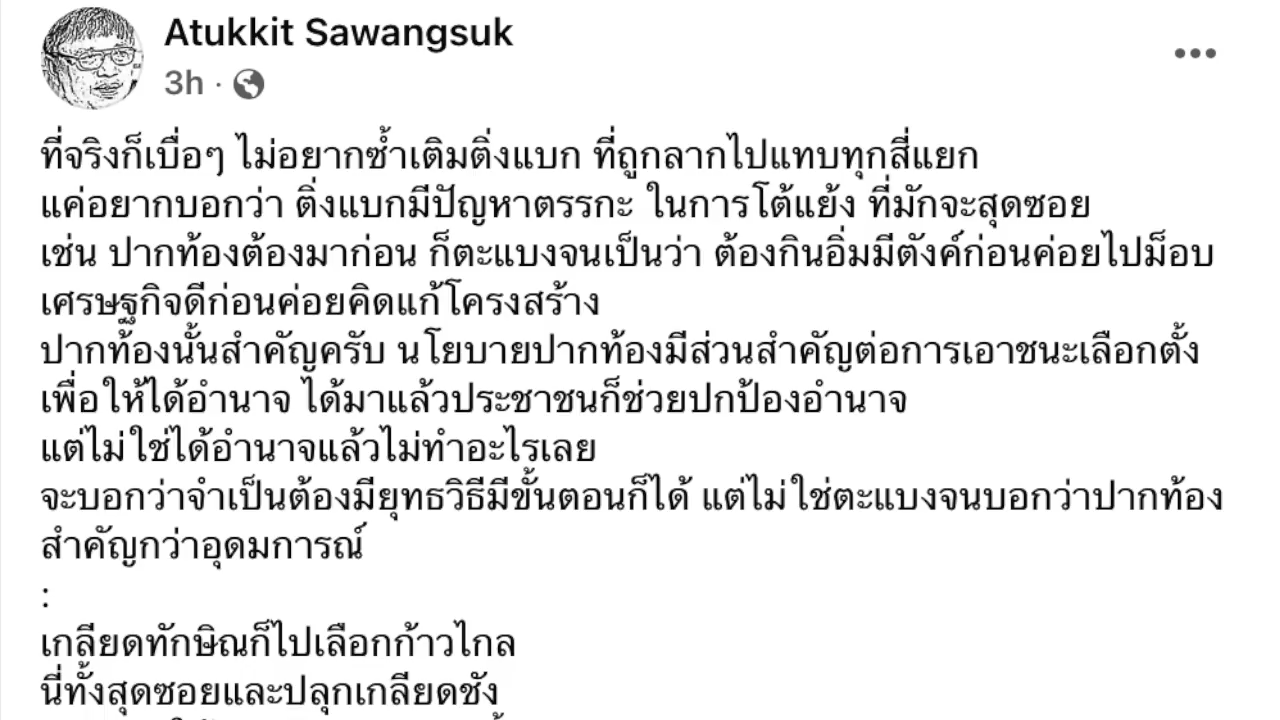 Atukkit Sawangsuk
3h ·
ที่จริงก็เบื่อๆ ไม่อยากซ้ำเติมติ่งแบก ที่ถูกลากไปแทบทุกสี่แยก
แค่อยากบอกว่า ติ่งแบกมีปัญหาตรรกะ ในการโต้แย้ง ที่มักจะสุดซอย
เช่น ปากท้องต้องมาก่อน ก็ตะแบงจนเป็นว่า ต้องกินอิ่มมีตังค์ก่อนค่อยไปม็อบ
เศรษฐกิจดีก่อนค่อยคิดแก้โครงสร้าง
ปากท้องนั้นสำคัญครับ นโยบายปากท้องมีส่วนสำคัญต่อการเอาชนะเลือกตั้ง
เพื่อให้ได้อำนาจ ได้มาแล้วประชาชนก็ช่วยปกป้องอำนาจ
แต่ไม่ใช่ได้อำนาจแล้วไม่ทำอะไรเลย
จะบอกว่าจำเป็นต้องมียุทธวิธีมีขั้นตอนก็ได้ แต่ไม่ใช่ตะแบงจนบอกว่าปากท้อง
สำคัญกว่าอุดมการณ์
:
เกลียดทักษิณก็ไปเลือกก้าวไกล
นี่ทั้งสุดซอยและปลุกเกลียดชัง